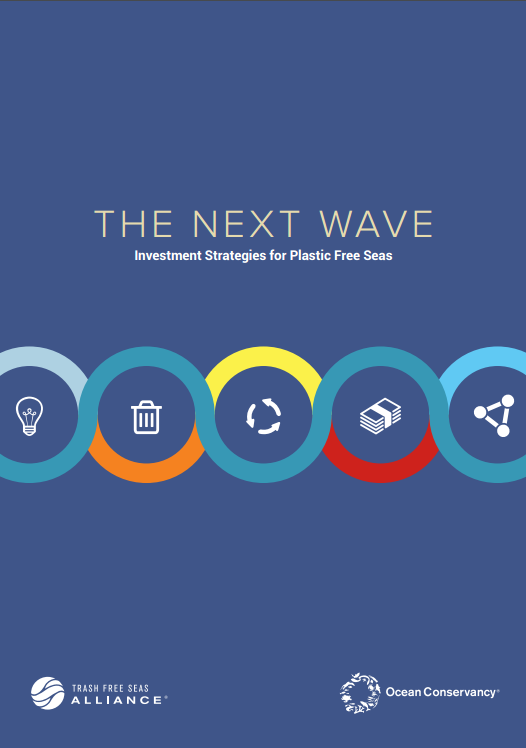 THE NEXT WAVE
Investment Strategies for Plastic Free Seas
TRASH FREE SEAS
ALLIANCE®
Ocean Conservancy®